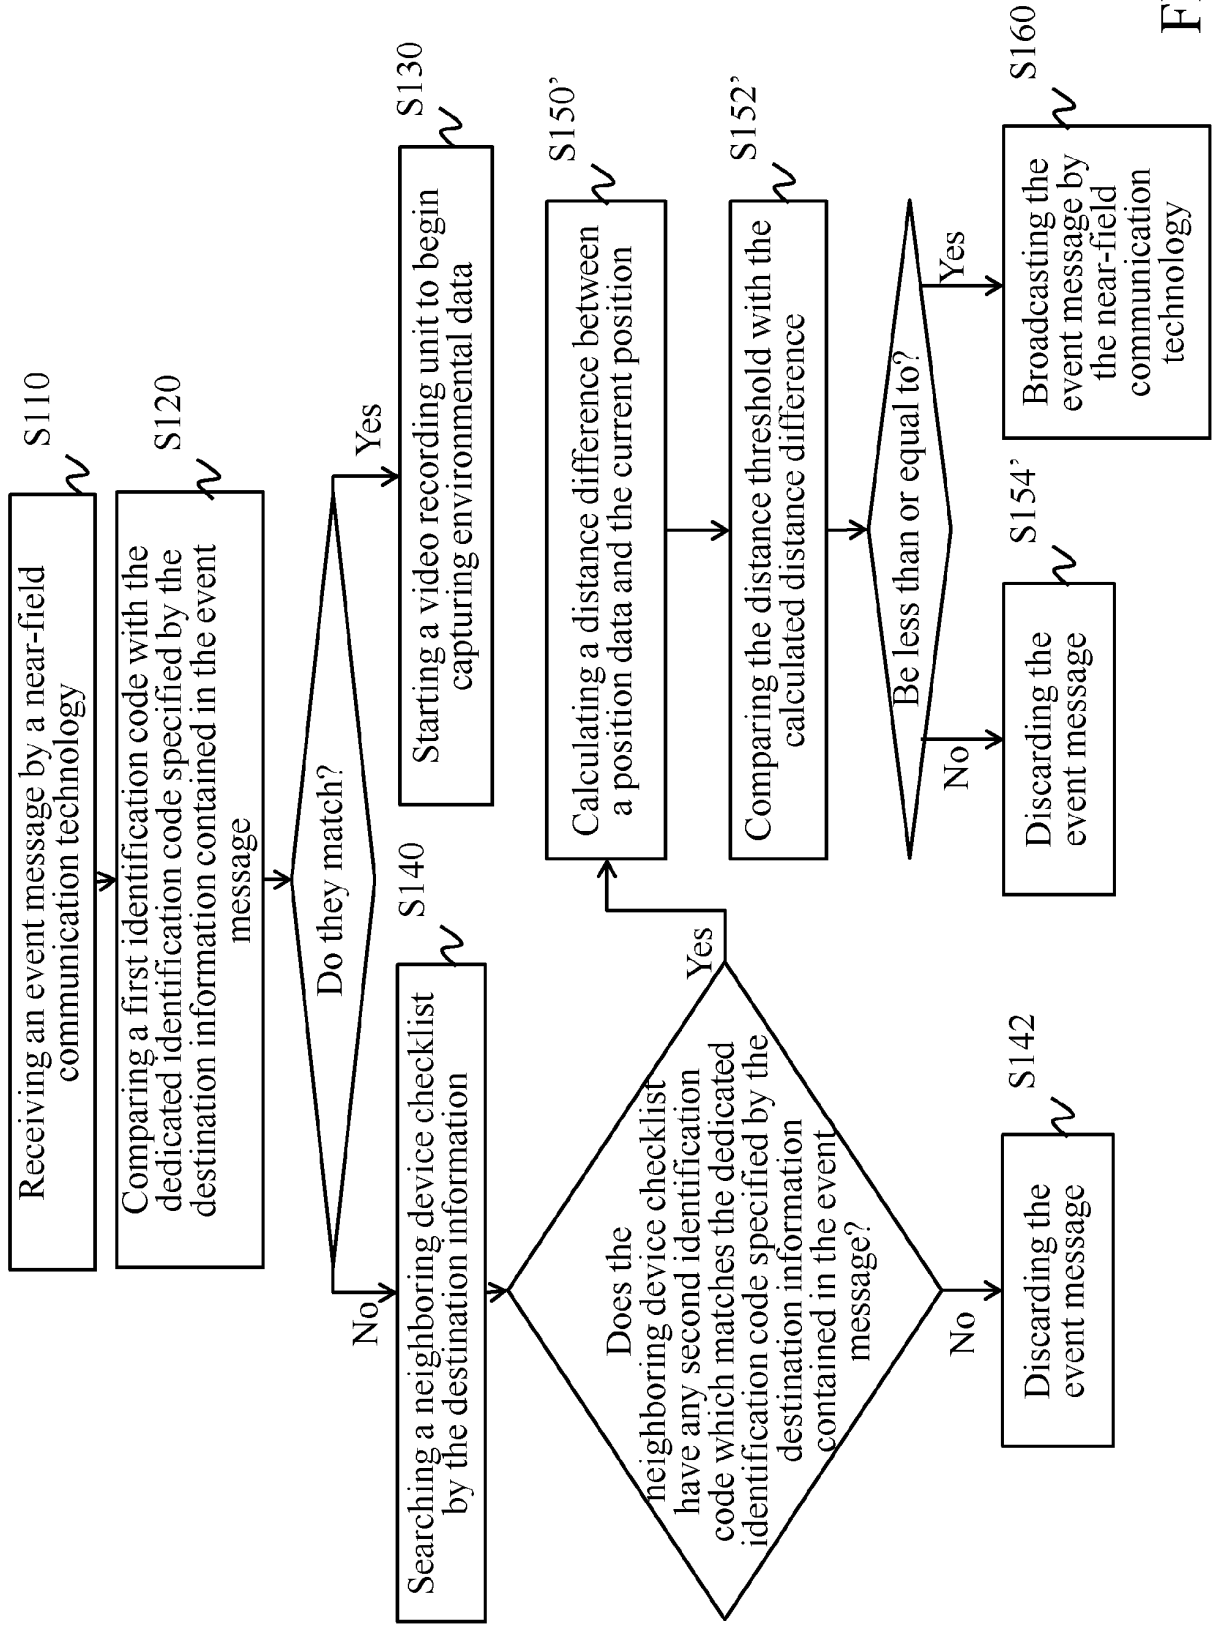 Receiving an event message by a near-field
communication technology
S110
Comparing a first identification code with the
dedicated identification code specified by the
destination information contained in the event
message
S120
Do they match?
Yes
No
Starting a video recording unit to begin
capturing environmental data
S130
Searching a neighboring device checklist
by the destination information
S140
Does the
neighboring device checklist
have any second identification
code which matches the dedicated
identification code specified by the
destination information
contained in the event
message?
Yes
No
Discarding the
event message
S142
Calculating a distance difference between
a position data and the current position
S150’
Comparing the distance threshold with the
calculated distance difference
S152’
Be less than or equal to?
No
Yes
Discarding the
event message
S154’
Broadcasting the
event message by
the near-field
communication
technology
S160